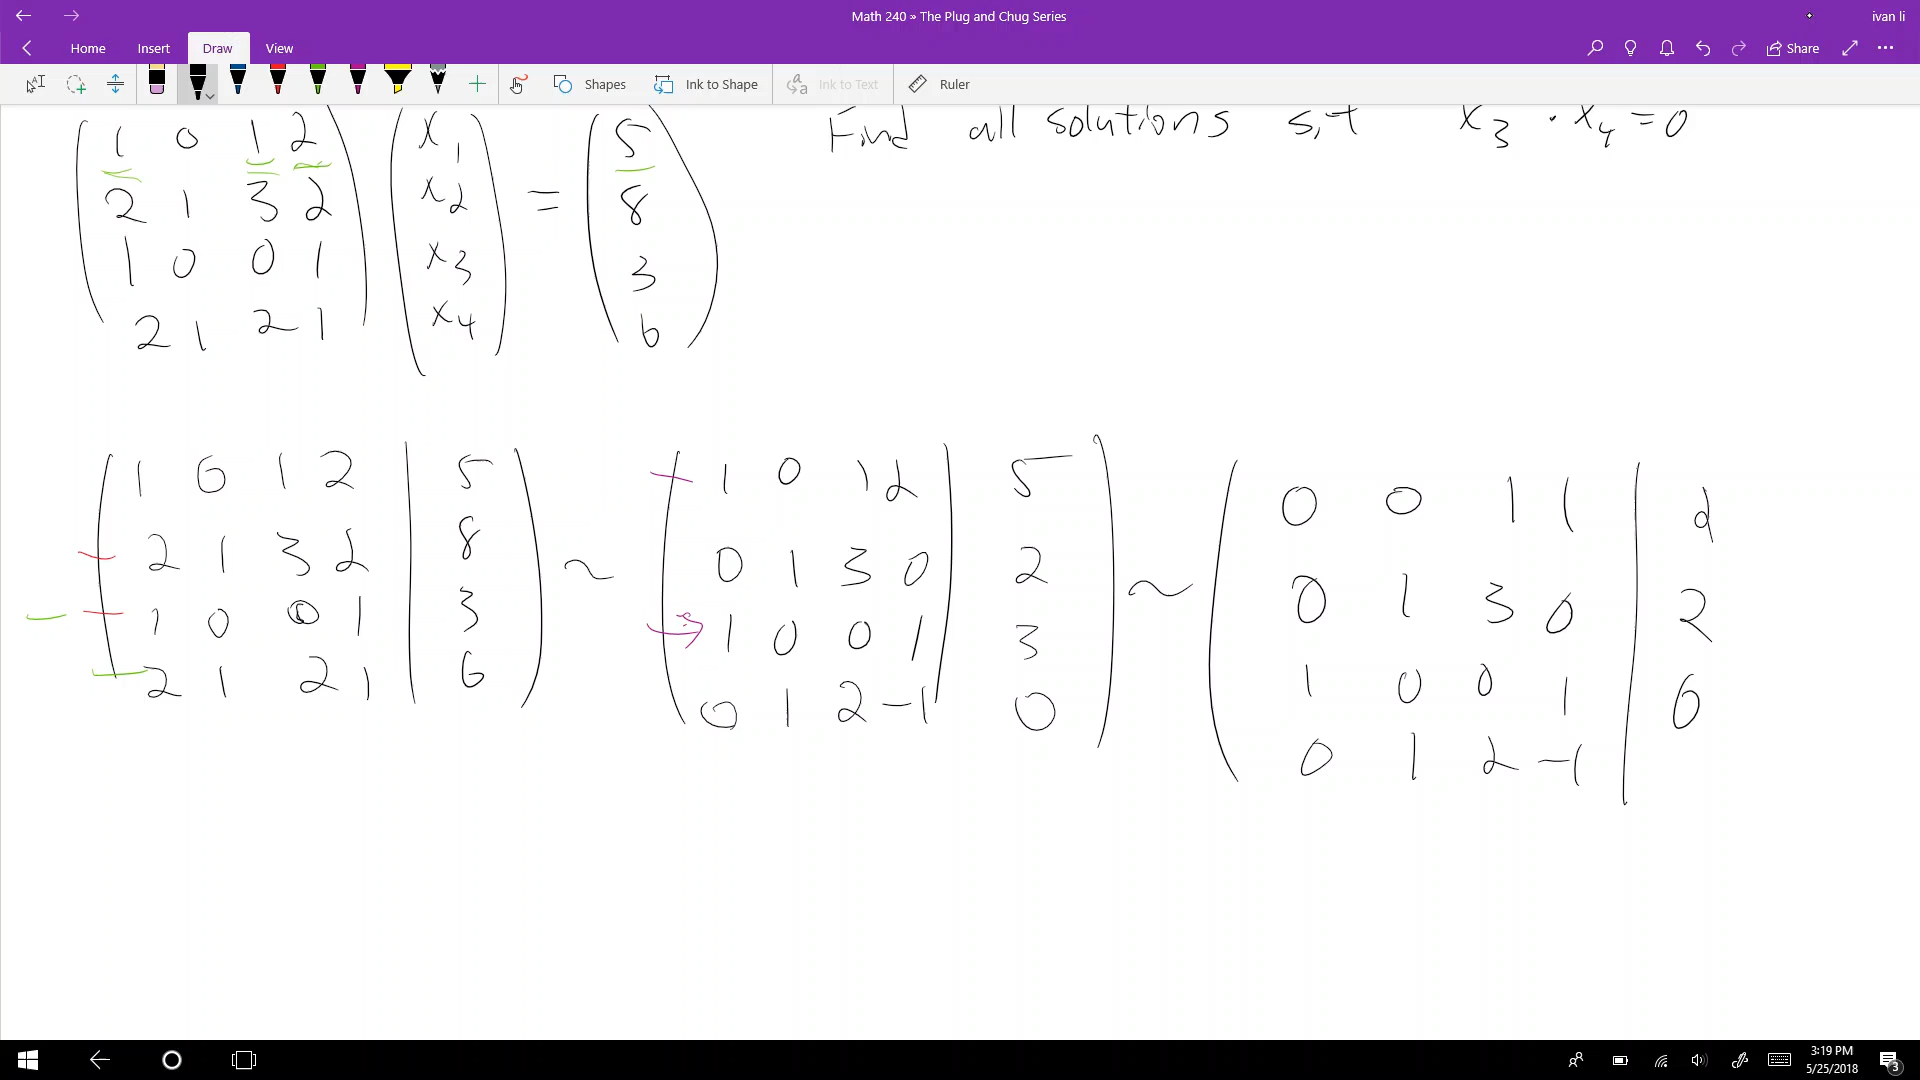 Math 240 » The Plug and Chug Series
ivan li
Home Insert Draw View
Share
Shapes Ink to Shape Ink to Text Ruler
Find all solutions s,t x3 · x4 = 0
1 0 1 2 x1 5
2 1 3 2 x2 = 8
1 0 0 1 x3 3
2 1 2 1 x4 6
1 0 1 2 | 5 1 0 1 2 | 5 0 0 1 1 | 2
2 1 3 2 | 8 ~ 0 1 3 0 | 2 ~ 0 1 3 0 | 2
1 0 0 1 | 3 1 0 0 1 | 3 1 0 0 1 | 0
2 1 2 1 | 6 0 1 2 -1 | 0 0 1 2 -1 |
3:19 PM
5/25/2018
3